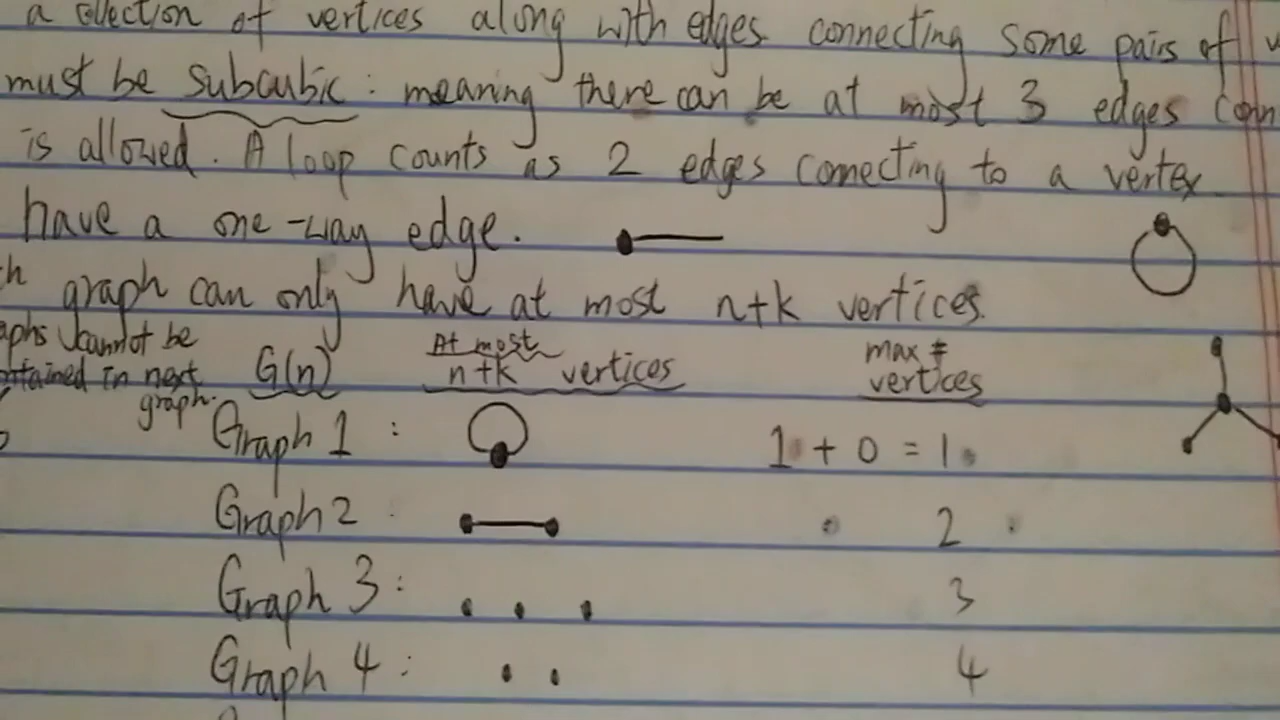 a collection of vertices along with edges connecting some pairs of
must be subcubic: meaning there can be at most 3 edges
is allowed. A loop counts as 2 edges connecting to a vertex
have a one-way edge.
graph can only have at most n+k vertices.
cannot be
in next
graph.
G(n)
At most
n+k vertices
max #
vertices
Graph 1 : 1 + 0 = 1
Graph 2 : 2
Graph 3 : 3
Graph 4 : 4